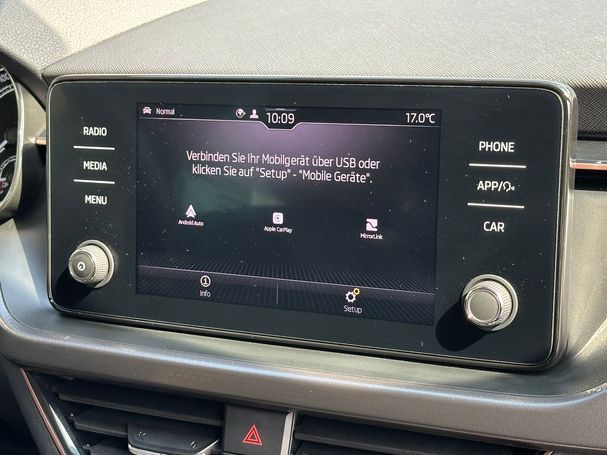 Normal 10:09 17.0°C
RADIO
MEDIA
MENU
Verbinden Sie Ihr Mobilgerät über USB oder
klicken Sie auf "Setup" - "Mobile Geräte".
Android Auto
Apple CarPlay
MirrorLink
Info
Setup
PHONE
APP/
CAR